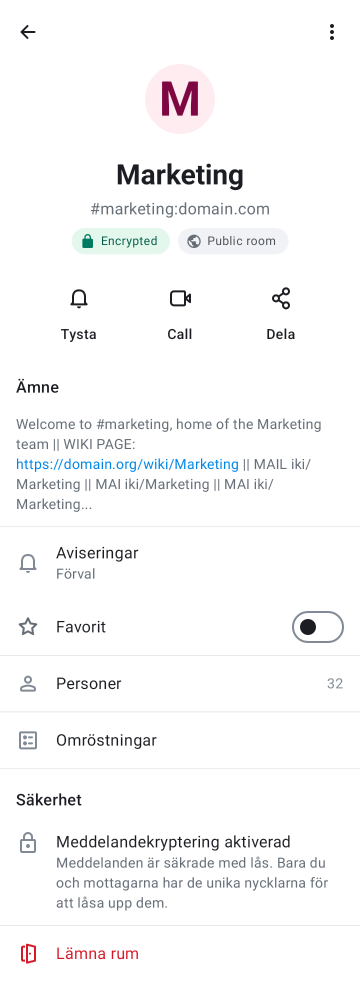 M
Marketing
#marketing:domain.com
Encrypted Public room
Tysta Call Dela
Ämne
Welcome to #marketing, home of the Marketing
team || WIKI PAGE:
https://domain.org/wiki/Marketing || MAIL iki/
Marketing || MAI iki/Marketing || MAI iki/
Marketing...
Aviseringar
Förval
Favorit
Personer 32
Omröstningar
Säkerhet
Meddelandekryptering aktiverad
Meddelanden är säkrade med lås. Bara du
och mottagarna har de unika nycklarna för
att låsa upp dem.
Lämna rum